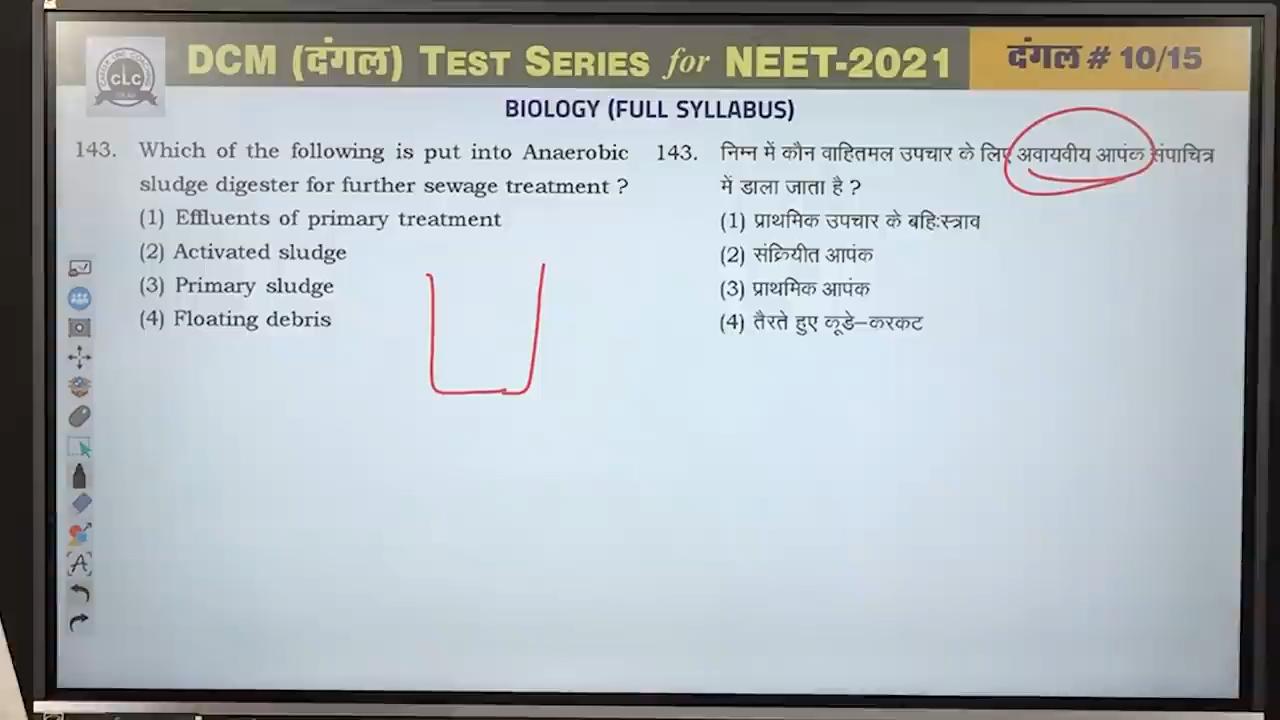 DCM (दंगल) TEST SERIES for NEET-2021
दंगल # 10/15
CLC
BIOLOGY (FULL SYLLABUS)
143. Which of the following is put into Anaerobic
sludge digester for further sewage treatment ?
(1) Effluents of primary treatment
(2) Activated sludge
(3) Primary sludge
(4) Floating debris
143. निम्न में कौन वाहितमल उपचार के लिए अवायवीय आपंक संपाचित्र
में डाला जाता है ?
(1) प्राथमिक उपचार के बहिःस्त्राव
(2) संक्रियीत आपंक
(3) प्राथमिक आपंक
(4) तैरते हुए कूडे–करकट
A